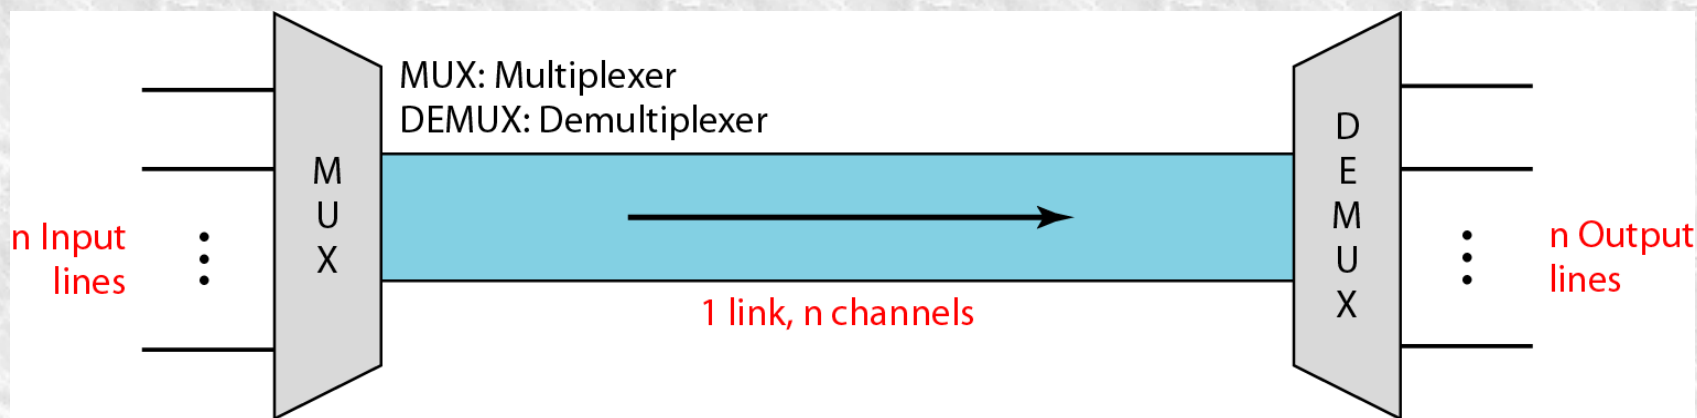 MUX: Multiplexer
DEMUX: Demultiplexer
M
U
X
n Input
lines
1 link, n channels
D
E
M
U
X
n Output
lines